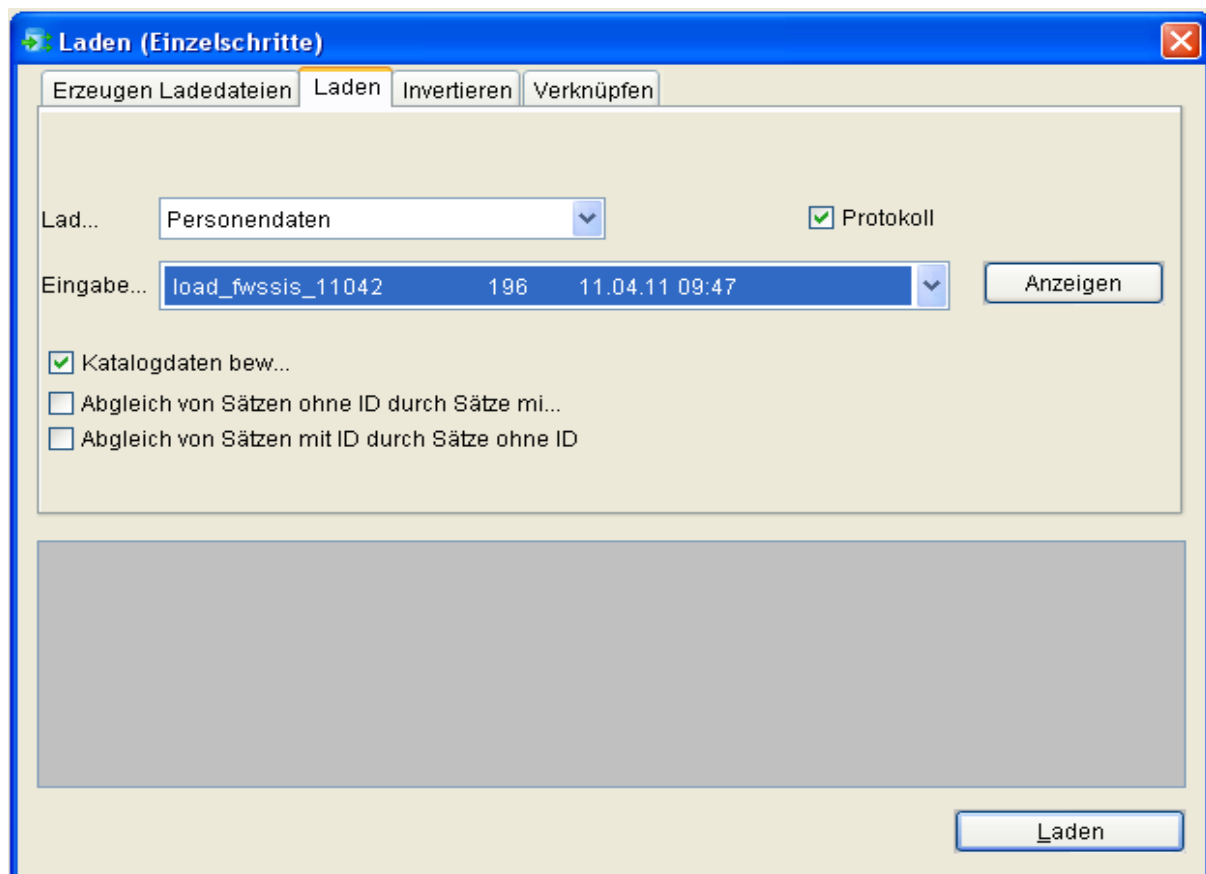 Laden (Einzelschritte)
Erzeugen Ladedateien Laden Invertieren Verknüpfen
Lad... Personendaten Protokoll
Eingabe... load_fwssis_11042 196 11.04.11 09:47 Anzeigen
Katalogdaten bew...
Abgleich von Sätzen ohne ID durch Sätze mi...
Abgleich von Sätzen mit ID durch Sätze ohne ID
Laden